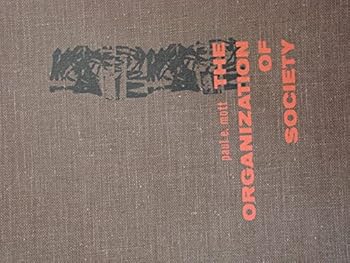 paul e. mott
THE
ORGANIZATION
OF
SOCIETY